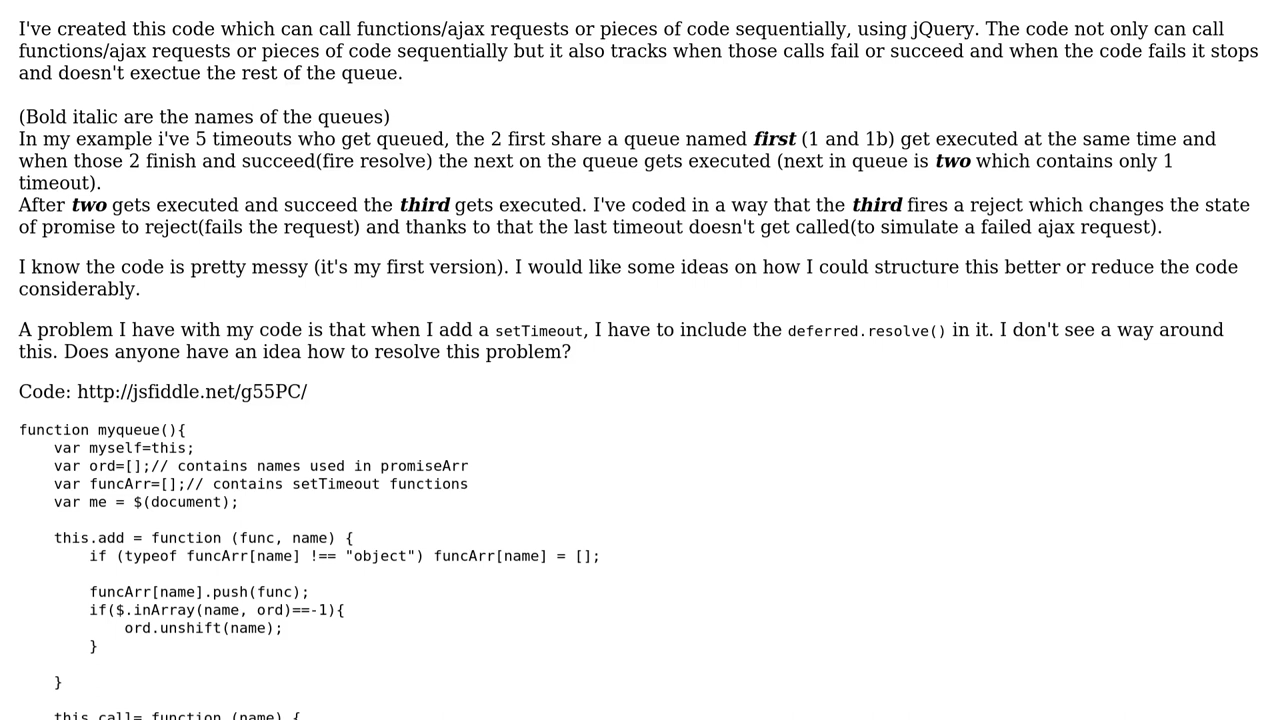 I've created this code which can call functions/ajax requests or pieces of code sequentially, using jQuery. The code not only can call
functions/ajax requests or pieces of code sequentially but it also tracks when those calls fail or succeed and when the code fails it stops
and doesn't exectue the rest of the queue.
(Bold italic are the names of the queues)
In my example i've 5 timeouts who get queued, the 2 first share a queue named first (1 and 1b) get executed at the same time and
when those 2 finish and succeed(fire resolve) the next on the queue gets executed (next in queue is two which contains only 1
timeout).
After two gets executed and succeed the third gets executed. I've coded in a way that the third fires a reject which changes the state
of promise to reject(fails the request) and thanks to that the last timeout doesn't get called(to simulate a failed ajax request).
I know the code is pretty messy (it's my first version). I would like some ideas on how I could structure this better or reduce the code
considerably.
A problem I have with my code is that when I add a setTimeout, I have to include the deferred.resolve() in it. I don't see a way around
this. Does anyone have an idea how to resolve this problem?
Code: http://jsfiddle.net/g55PC/
function myqueue(){
    var myself=this;
    var ord=[];// contains names used in promiseArr
    var funcArr=[];// contains setTimeout functions
    var me = $(document);
    this.add = function (func, name) {
        if (typeof funcArr[name] !== "object") funcArr[name] = [];
        funcArr[name].push(func);
        if($.inArray(name, ord)==-1){
            ord.unshift(name);
        }
    }
    this.call= function (name) {